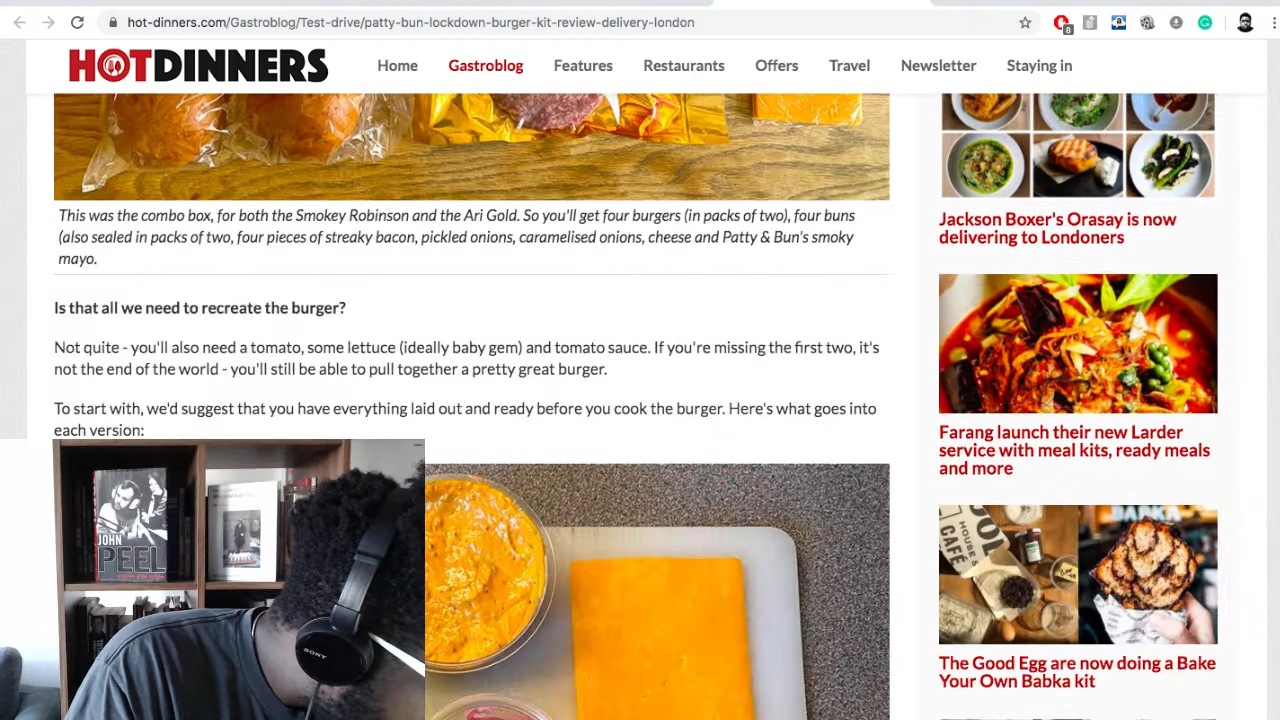 hot-dinners.com/Gastroblog/Test-drive/patty-bun-lockdown-burger-kit-review-delivery-london
8
HOTDINNERS
Home Gastroblog Features Restaurants Offers Travel Newsletter Staying in
This was the combo box, for both the Smokey Robinson and the Ari Gold. So you'll get four burgers (in packs of two), four buns
(also sealed in packs of two, four pieces of streaky bacon, pickled onions, caramelised onions, cheese and Patty & Bun's smoky
mayo.
Is that all we need to recreate the burger?
Not quite - you'll also need a tomato, some lettuce (ideally baby gem) and tomato sauce. If you're missing the first two, it's
not the end of the world - you'll still be able to pull together a pretty great burger.
To start with, we'd suggest that you have everything laid out and ready before you cook the burger. Here's what goes into
each version:
Jackson Boxer's Orasay is now
delivering to Londoners
Farang launch their new Larder
service with meal kits, ready meals
and more
HOUSE
CAFÉ
BABKA
The Good Egg are now doing a Bake
Your Own Babka kit
JOHN
PEEL
SONY